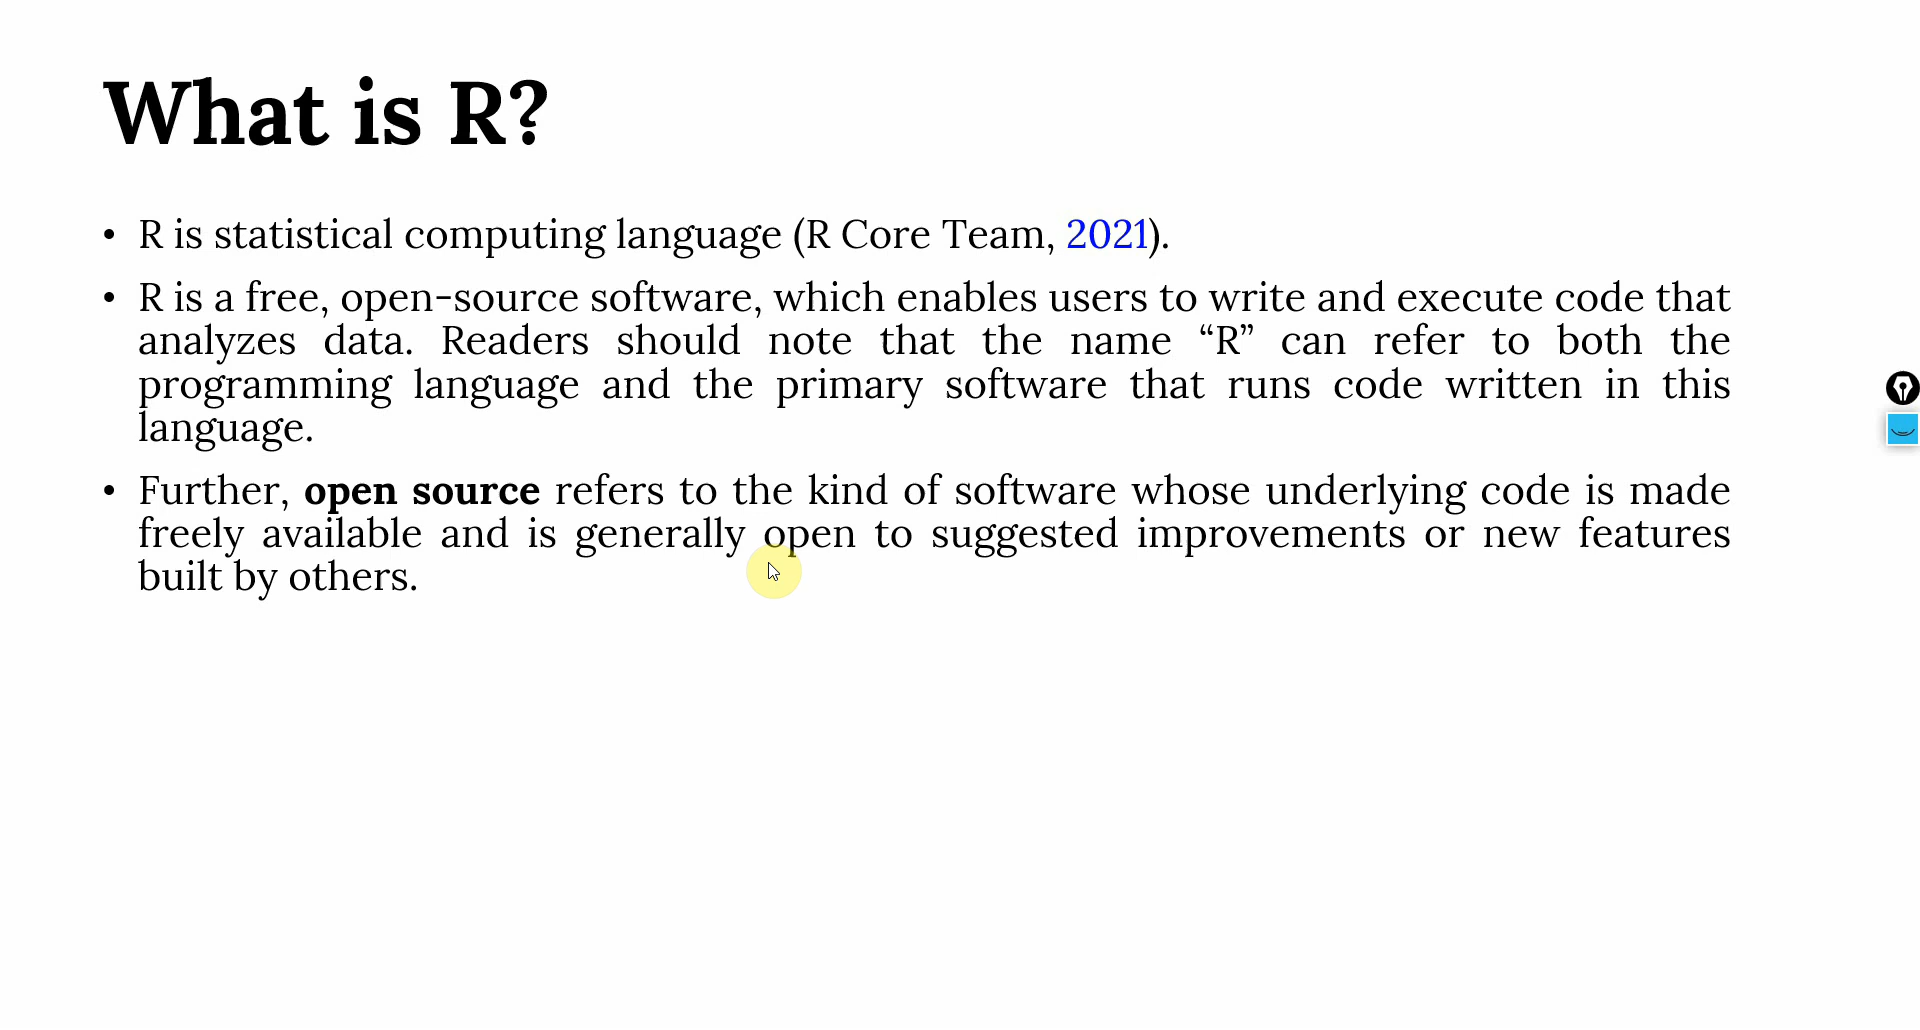 What is R?
• R is statistical computing language (R Core Team, 2021).
• R is a free, open-source software, which enables users to write and execute code that
analyzes data. Readers should note that the name “R” can refer to both the
programming language and the primary software that runs code written in this
language.
• Further, open source refers to the kind of software whose underlying code is made
freely available and is generally open to suggested improvements or new features
built by others.